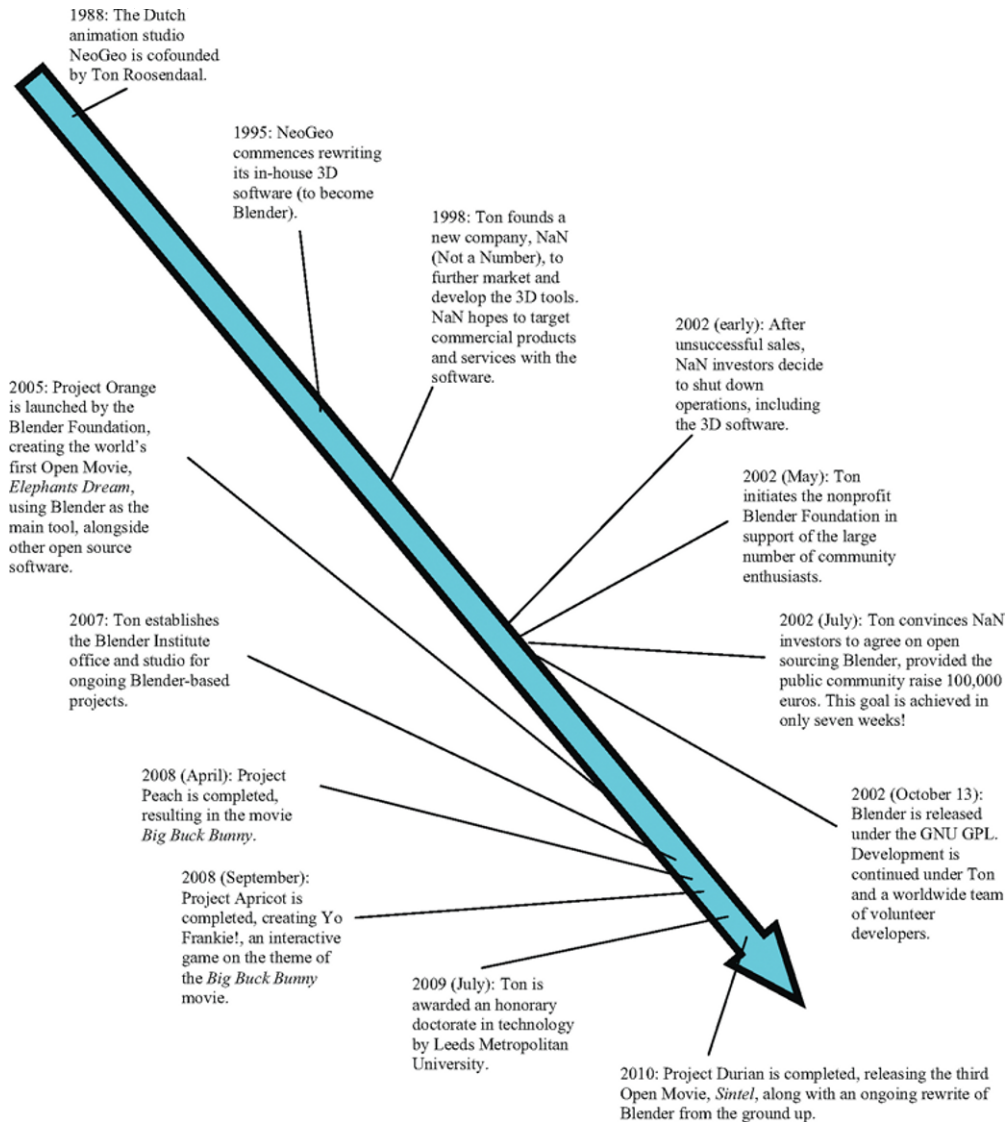 1988: The Dutch
animation studio
NeoGeo is cofounded
by Ton Roosendaal.
1995: NeoGeo
commences rewriting
its in-house 3D
software (to become
Blender).
1998: Ton founds a
new company, NaN
(Not a Number), to
further market and
develop the 3D tools.
NaN hopes to target
commercial products
and services with the
software.
2002 (early): After
unsuccessful sales,
NaN investors decide
to shut down
operations, including
the 3D software.
2002 (May): Ton
initiates the nonprofit
Blender Foundation in
support of the large
number of community
enthusiasts.
2002 (July): Ton convinces NaN
investors to agree on open
sourcing Blender, provided the
public community raise 100,000
euros. This goal is achieved in
only seven weeks!
2002 (October 13):
Blender is released
under the GNU GPL.
Development is
continued under Ton
and a worldwide team
of volunteer
developers.
2005: Project Orange
is launched by the
Blender Foundation,
creating the world's
first Open Movie,
Elephants Dream,
using Blender as the
main tool, alongside
other open source
software.
2007: Ton establishes
the Blender Institute
office and studio for
ongoing Blender-based
projects.
2008 (April): Project
Peach is completed,
resulting in the movie
Big Buck Bunny.
2008 (September):
Project Apricot is
completed, creating Yo
Frankie!, an interactive
game on the theme of
the Big Buck Bunny
movie.
2009 (July): Ton is
awarded an honorary
doctorate in technology
by Leeds Metropolitan
University.
2010: Project Durian is completed, releasing the third
Open Movie, Sintel, along with an ongoing rewrite of
Blender from the ground up.